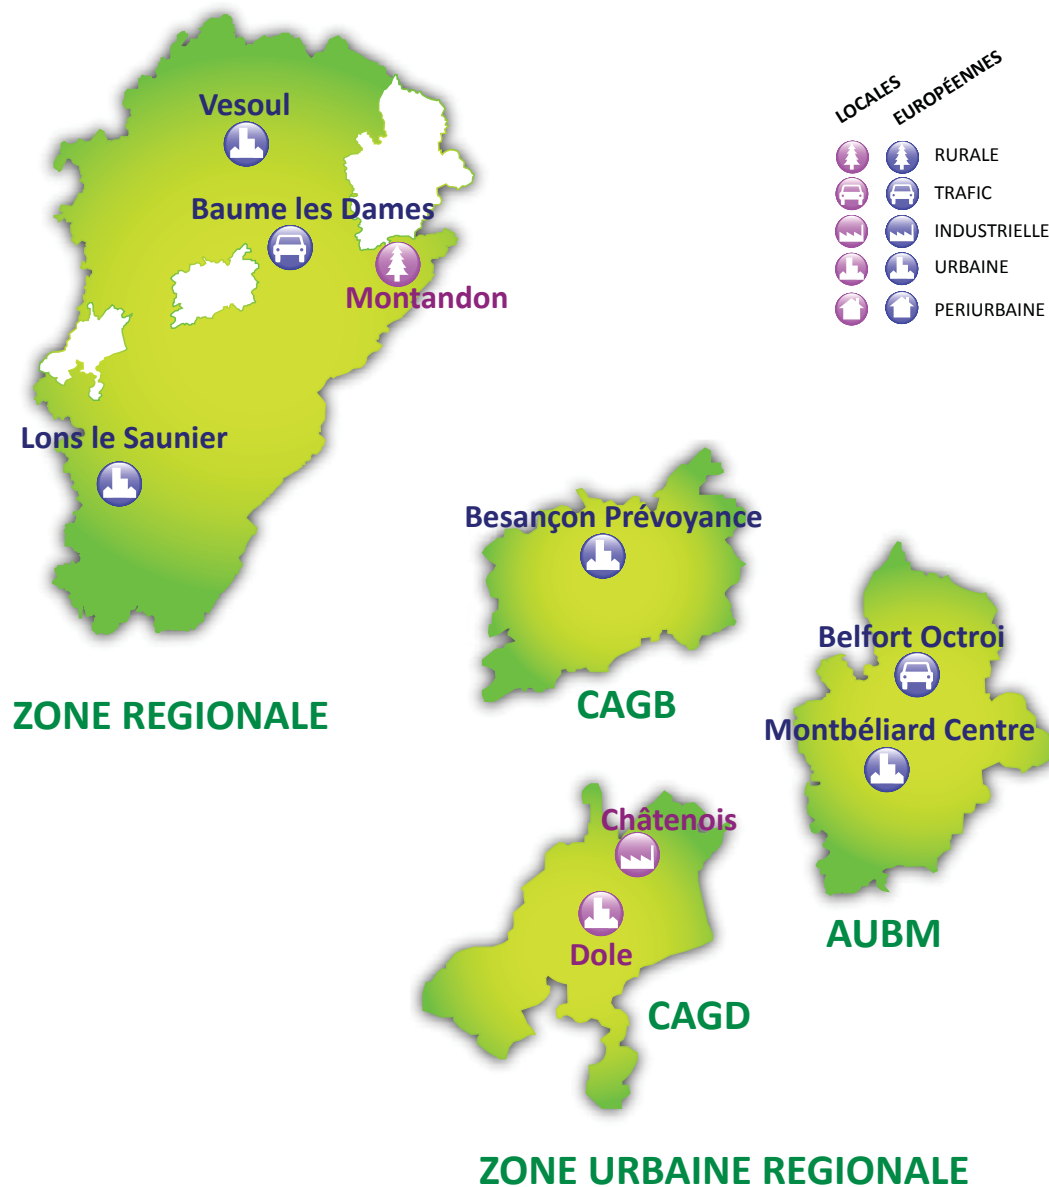 LOCALES
EUROPÉENNES
RURALE
TRAFIC
INDUSTRIELLE
URBAINE
PERIURBAINE
Vesoul
Baume les Dames
Montandon
Lons le Saunier
ZONE REGIONALE
Besançon Prévoyance
CAGB
Belfort Octroi
Montbéliard Centre
AUBM
Châtenois
Dole
CAGD
ZONE URBAINE REGIONALE